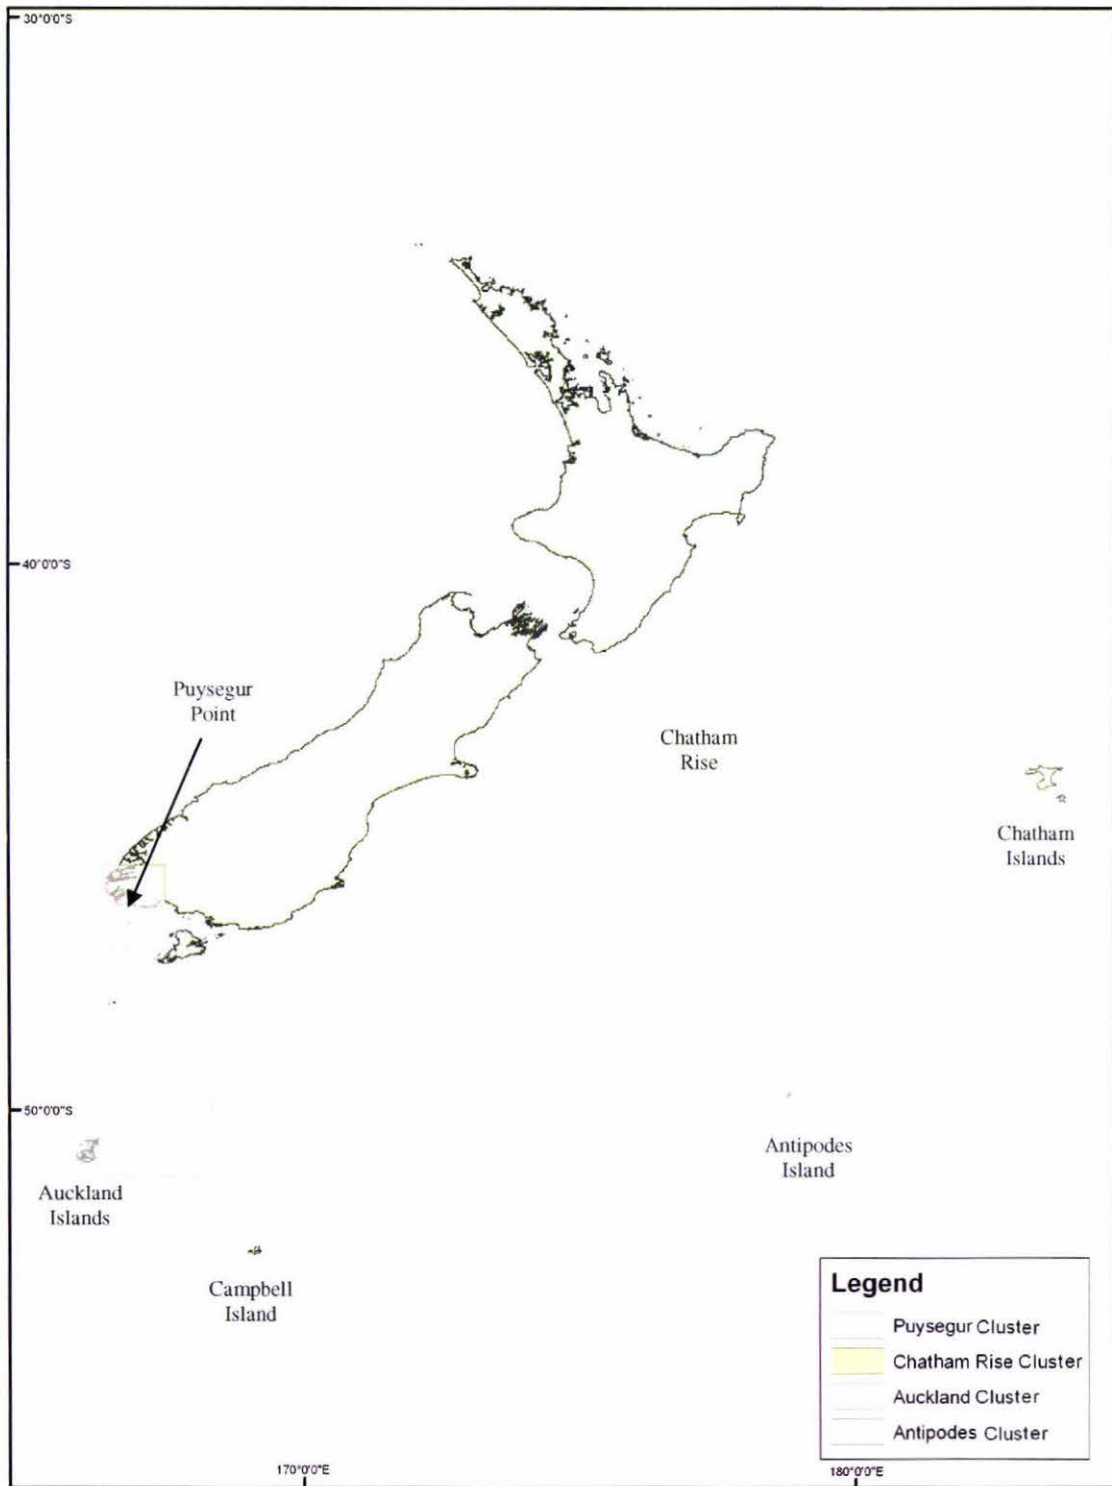 30°0'0"S
40°0'0"S
Puysegur
Point
Chatham
Rise
Chatham
Islands
50°0'0"S
Antipodes
Island
Auckland
Islands
Campbell
Island
Legend
Puysegur Cluster
Chatham Rise Cluster
Auckland Cluster
Antipodes Cluster
170°0'0"E
180°0'0"E